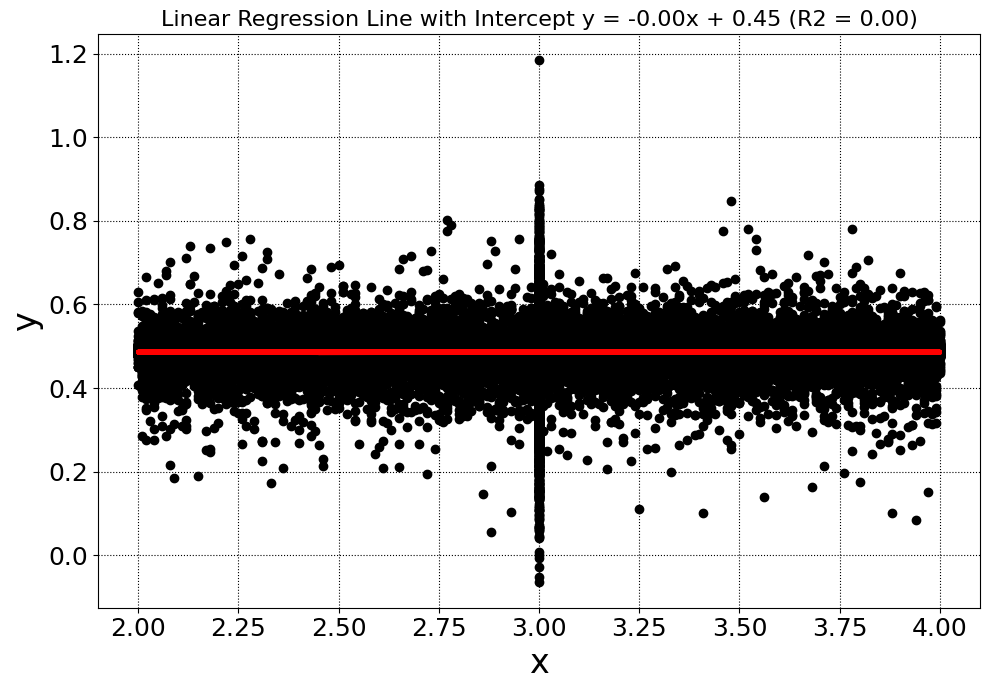 Linear Regression Line with Intercept y = -0.00x + 0.45 (R2 = 0.00)
1.2
1.0
0.8
0.6
0.4
0.2
0.0
y
2.00 2.25 2.50 2.75 3.00 3.25 3.50 3.75 4.00
x